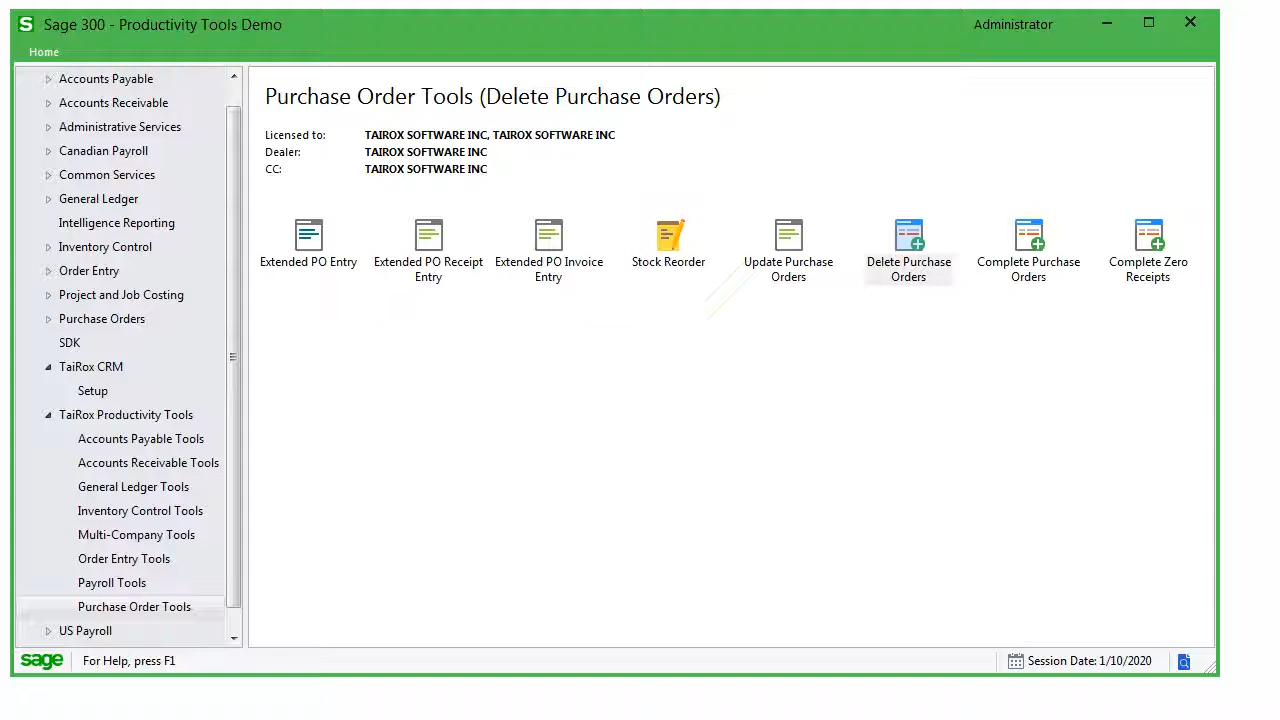 Sage 300 - Productivity Tools Demo
Administrator
Home
Accounts Payable
Accounts Receivable
Administrative Services
Canadian Payroll
Common Services
General Ledger
Intelligence Reporting
Inventory Control
Order Entry
Project and Job Costing
Purchase Orders
SDK
TaiRox CRM
Setup
TaiRox Productivity Tools
Accounts Payable Tools
Accounts Receivable Tools
General Ledger Tools
Inventory Control Tools
Multi-Company Tools
Order Entry Tools
Payroll Tools
Purchase Order Tools
US Payroll
Purchase Order Tools (Delete Purchase Orders)
Licensed to: TAIROX SOFTWARE INC, TAIROX SOFTWARE INC
Dealer: TAIROX SOFTWARE INC
CC: TAIROX SOFTWARE INC
Extended PO Entry
Extended PO Receipt
Entry
Extended PO Invoice
Entry
Stock Reorder
Update Purchase
Orders
Delete Purchase
Orders
Complete Purchase
Orders
Complete Zero
Receipts
sage
For Help, press F1
Session Date: 1/10/2020